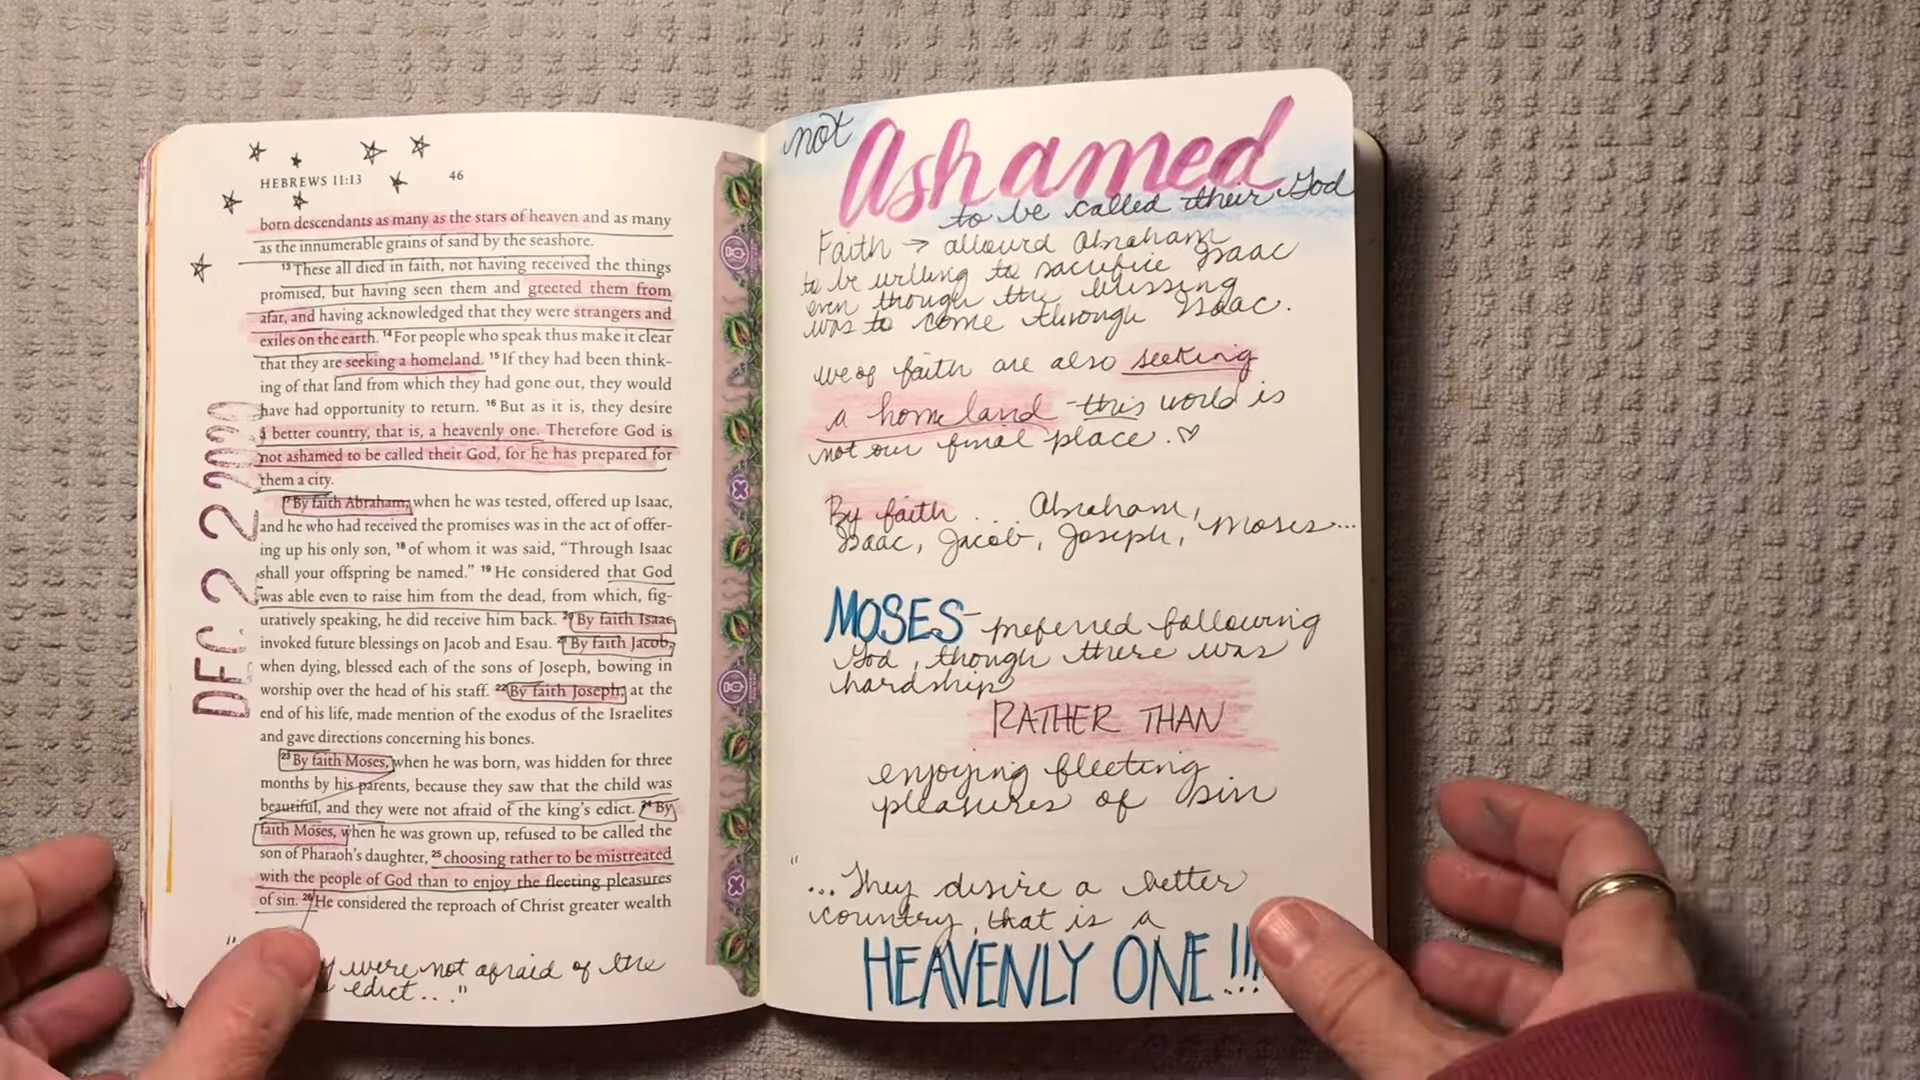 HEBREWS 11:13
46
born descendants as many as the stars of heaven and as many
as the innumerable grains of sand by the seashore.
13 These all died in faith, not having received the things
promised, but having seen them and greeted them from
afar, and having acknowledged that they were strangers and
exiles on the earth. 14 For people who speak thus make it clear
that they are seeking a homeland. 15 If they had been think-
ing of that land from which they had gone out, they would
have had opportunity to return. 16 But as it is, they desire
a better country, that is, a heavenly one. Therefore God is
not ashamed to be called their God, for he has prepared for
them a city.
17 By faith Abraham, when he was tested, offered up Isaac,
and he who had received the promises was in the act of offer-
ing up his only son, 18 of whom it was said, “Through Isaac
shall your offspring be named.” 19 He considered that God
was able even to raise him from the dead, from which, fig-
uratively speaking, he did receive him back. 20 By faith Isaac
invoked future blessings on Jacob and Esau. 21 By faith Jacob,
when dying, blessed each of the sons of Joseph, bowing in
worship over the head of his staff. 22 By faith Joseph, at the
end of his life, made mention of the exodus of the Israelites
and gave directions concerning his bones.
23 By faith Moses, when he was born, was hidden for three
months by his parents, because they saw that the child was
beautiful, and they were not afraid of the king's edict. 24 By
faith Moses, when he was grown up, refused to be called the
son of Pharaoh's daughter, 25 choosing rather to be mistreated
with the people of God than to enjoy the fleeting pleasures
of sin. 26 He considered the reproach of Christ greater wealth
DEC 2 2 2023
were not afraid of the
edict..."
not Ashamed
to be called their God
Faith → allowed Abraham
to be willing to sacrifice Isaac
even though the blessing
was to come through Isaac.
we of faith are also seeking
a homeland - this world is
not our final place. ♡
By faith ... Abraham,
Isaac, Jacob, Joseph, Moses...
MOSES - preferred following
God, though there was
hardship
RATHER THAN
enjoying fleeting
pleasures of sin
"...They desire a better
country, that is a
HEAVENLY ONE!!!